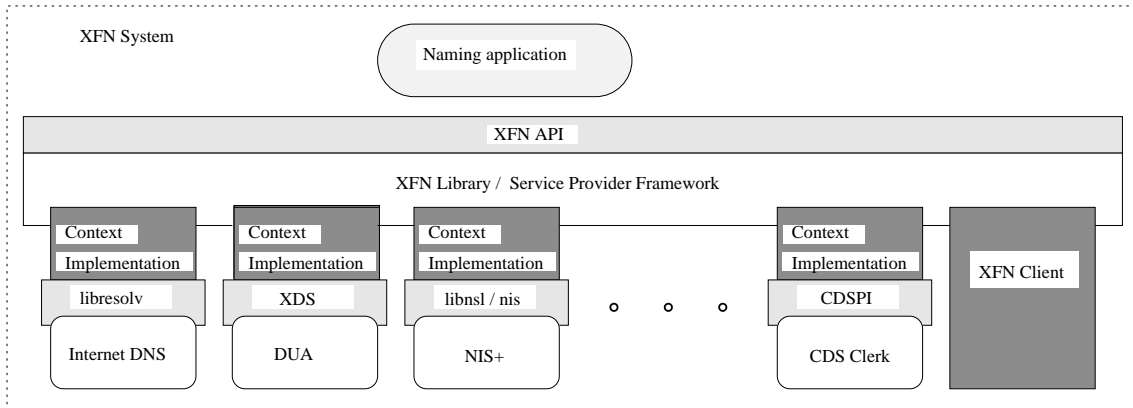 XFN System
Naming application
XFN API
XFN Library / Service Provider Framework
Context
Implementation
Context
Implementation
Context
Implementation
Context
Implementation
XFN Client
libresolv
XDS
libnsl / nis
CDSPI
Internet DNS
DUA
NIS+
CDS Clerk